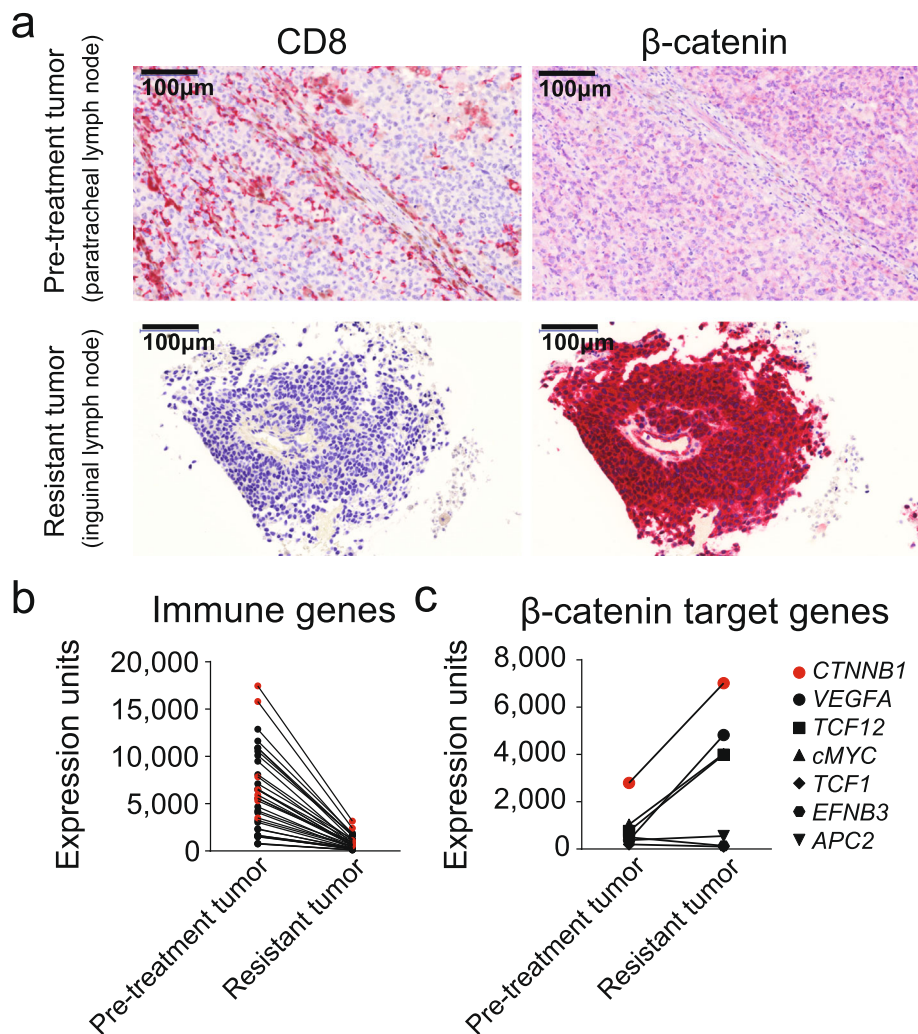 a
CD8
β-catenin
Pre-treatment tumor
(paratracheal lymph node)
100µm
100µm
Resistant tumor
(inguinal lymph node)
100µm
100µm
b
Immune genes
Expression units
20,000
15,000
10,000
5,000
0
Pre-treatment tumor
Resistant tumor
c
β-catenin target genes
Expression units
8,000
6,000
4,000
2,000
0
Pre-treatment tumor
Resistant tumor
CTNNB1
VEGFA
TCF12
cMYC
TCF1
EFNB3
APC2